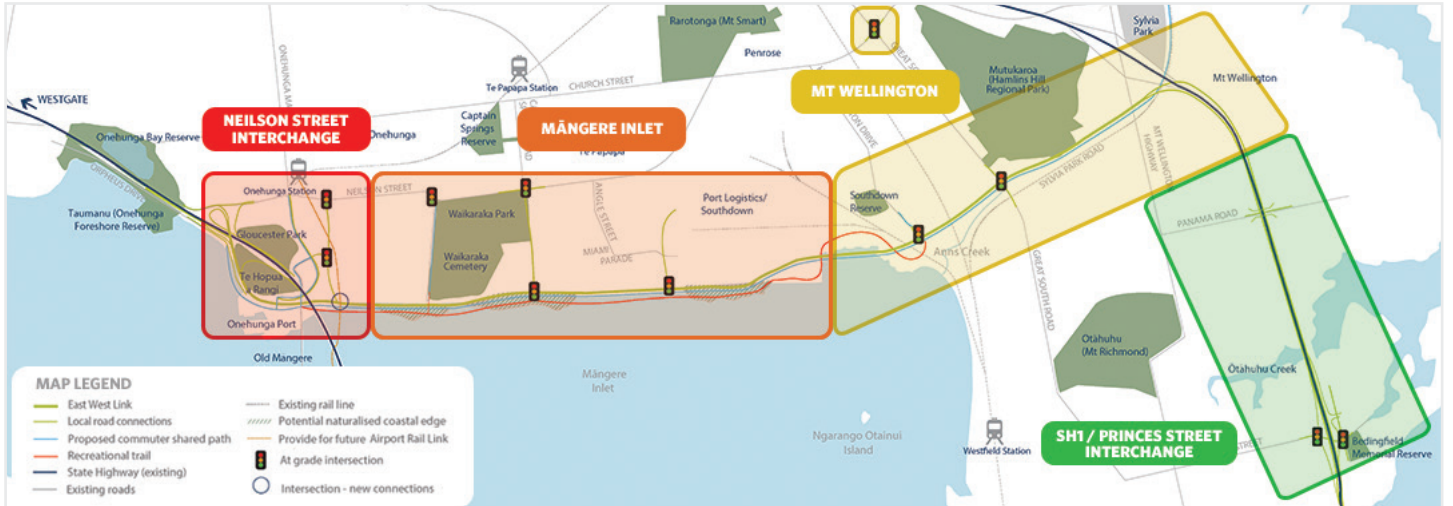 WESTGATE
Onehunga Bay Reserve
ORPHEUS DRIVE
Taumanu (Onehunga
Foreshore Reserve)
NEILSON STREET
INTERCHANGE
Onehunga
Onehunga Station
Gloucester Park
Te Hopua
a Rangi
Onehunga Port
Old Mangere
ONEHUNGA MA
Te Papapa Station
CHURCH STREET
Captain
Springs
Reserve
MĀNGERE INLET
Te Papapa
NEILSON STREET
Waikaraka Park
Waikaraka
Cemetery
ANGLE STREET
MIAMI
PARADE
Port Logistics/
Southdown
Rarotonga (Mt Smart)
Penrose
MT WELLINGTON
GREAT SO
Mutukaroa
(Hamlins Hill
Regional Park)
Sylvia
Park
Mt Wellington
MT WELLINGTON
HIGHWAY
SYLVIA PARK ROAD
Southdown
Reserve
Anns Creek
GREAT SOUTH ROAD
PANAMA ROAD
Otāhuhu
(Mt Richmond)
Ōtahuhu Creek
SH1 / PRINCES STREET
INTERCHANGE
Bedingfield
Memorial Reserve
Westfield Station
Māngere
Inlet
Ngarango Otainui
Island
MAP LEGEND
East West Link
Local road connections
Proposed commuter shared path
Recreational trail
State Highway (existing)
Existing roads
Existing rail line
Potential naturalised coastal edge
Provide for future Airport Rail Link
At grade intersection
Intersection - new connections